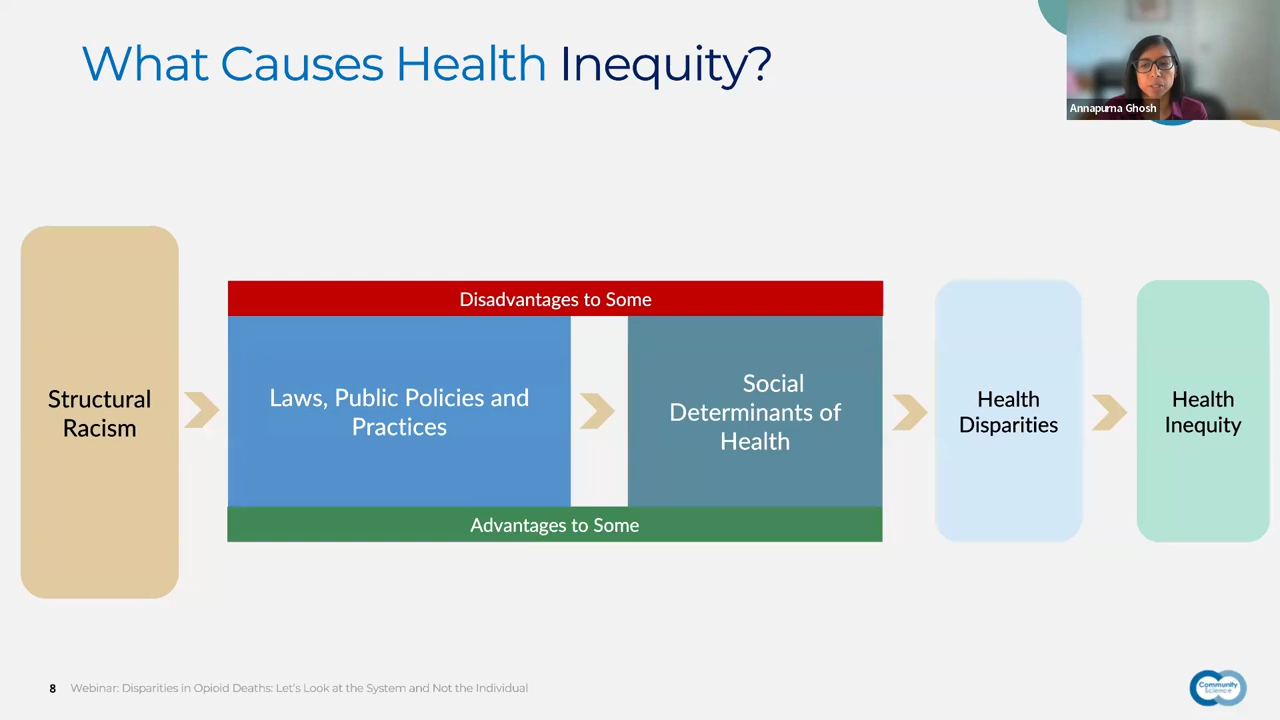 What Causes Health Inequity?
Annapurna Ghosh
Disadvantages to Some
Structural
Racism
Laws, Public Policies and
Practices
Social
Determinants of
Health
Health
Disparities
Health
Inequity
Advantages to Some
8 Webinar: Disparities in Opioid Deaths: Let's Look at the System and Not the Individual
Community
Science